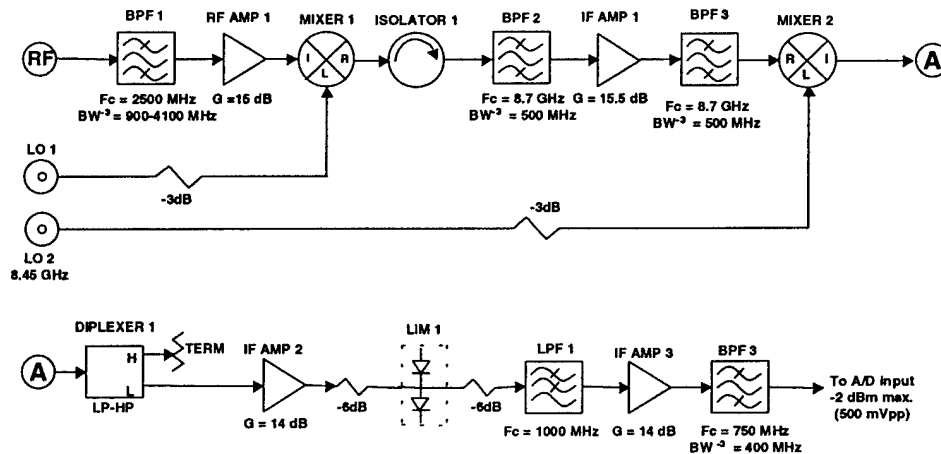 BPF 1
RF AMP 1
MIXER 1
ISOLATOR 1
BPF 2
IF AMP 1
BPF 3
MIXER 2
RF
I
R
L
R
I
L
A
Fc = 2500 MHz
BW⁻³ = 900-4100 MHz
G =15 dB
Fc = 8.7 GHz
BW⁻³ = 500 MHz
G = 15.5 dB
Fc = 8.7 GHz
BW⁻³ = 500 MHz
LO 1
-3dB
-3dB
LO 2
8.45 GHz
DIPLEXER 1
TERM
IF AMP 2
LIM 1
LPF 1
IF AMP 3
BPF 3
A
H
L
LP-HP
G = 14 dB
-6dB
-6dB
Fc = 1000 MHz
G = 14 dB
Fc = 750 MHz
BW⁻³ = 400 MHz
To A/D input
-2 dBm max.
(500 mVpp)